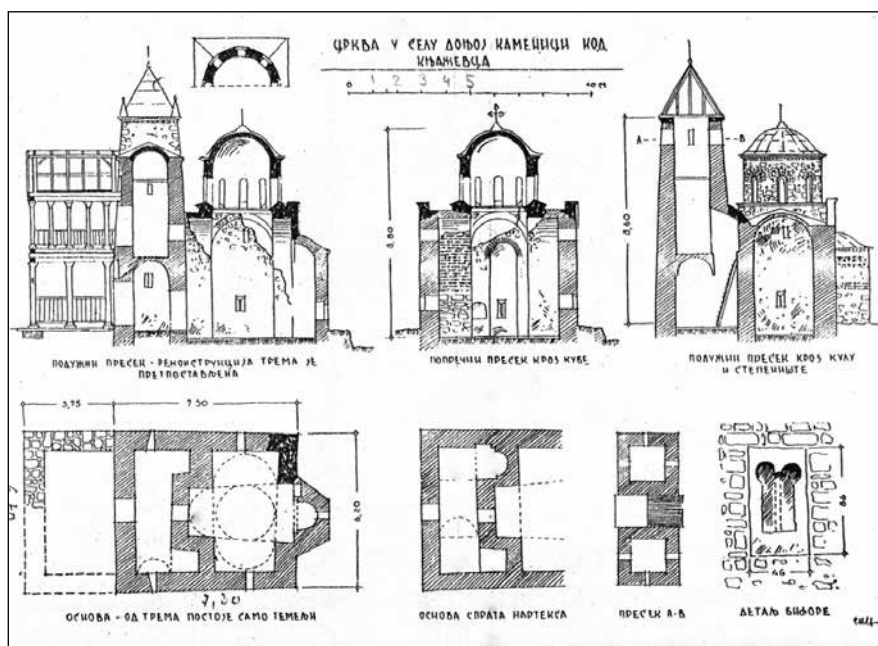 ЦРКВА У СЕЛУ ДОЊОЈ КАМЕНИЦИ КОД
КЊАЖЕВЦА
0 1 2 3 4 5 10 m
А В
8,80
8,60
ПОДУЖНИ ПРЕСЕК - РЕКОНСТРУКЦИЈА ТРЕМА ЈЕ
ПРЕТПОСТАВЉЕНА
ПОПРЕЧНИ ПРЕСЕК КРОЗ КУБЕ
ПОДУЖНИ ПРЕСЕК КРОЗ КУЛУ
И СТЕПЕНИШТЕ
3,75 7.50
6,20
7,30
86
46
ОСНОВА - ОД ТРЕМА ПОСТОЈЕ САМО ТЕМЕЉИ
ОСНОВА СПРАТА НАРТЕКСА
ПРЕСЕК А-В
ДЕТАЉ БИФОРЕ